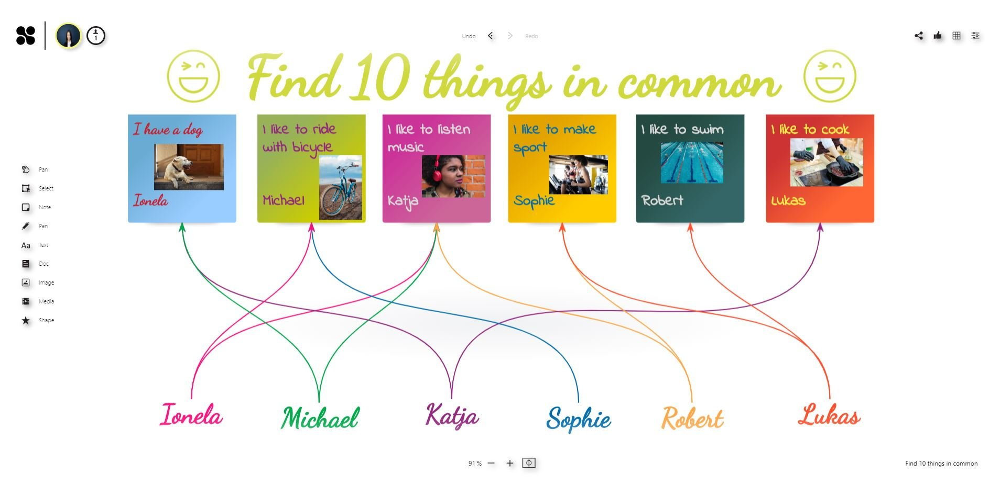 1
Undo
Redo
Find 10 things in common
I have a dog
Ionela
I like to ride
with bicycle
Michael
I like to listen
music
Katja
I like to make
sport
Sophie
I like to swim
Robert
I like to cook
Lukas
Pan
Select
Note
Pen
Aa Text
Doc
Image
Media
Shape
Ionela
Michael
Katja
Sophie
Robert
Lukas
91%
Find 10 things in common